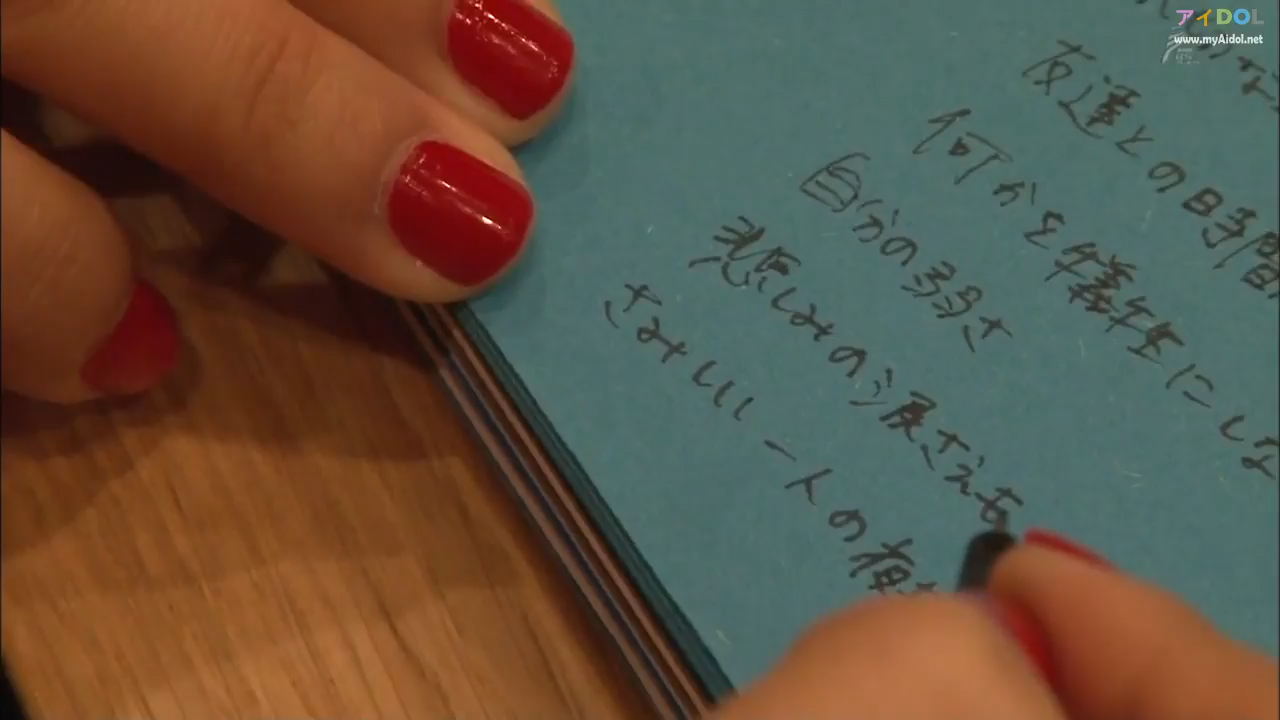 アイDOL
www.myAidol.net
友達との時間
何かを犠牲にしな
自分の弱さ
悲しみの涙さえも
さみしい一人の夜